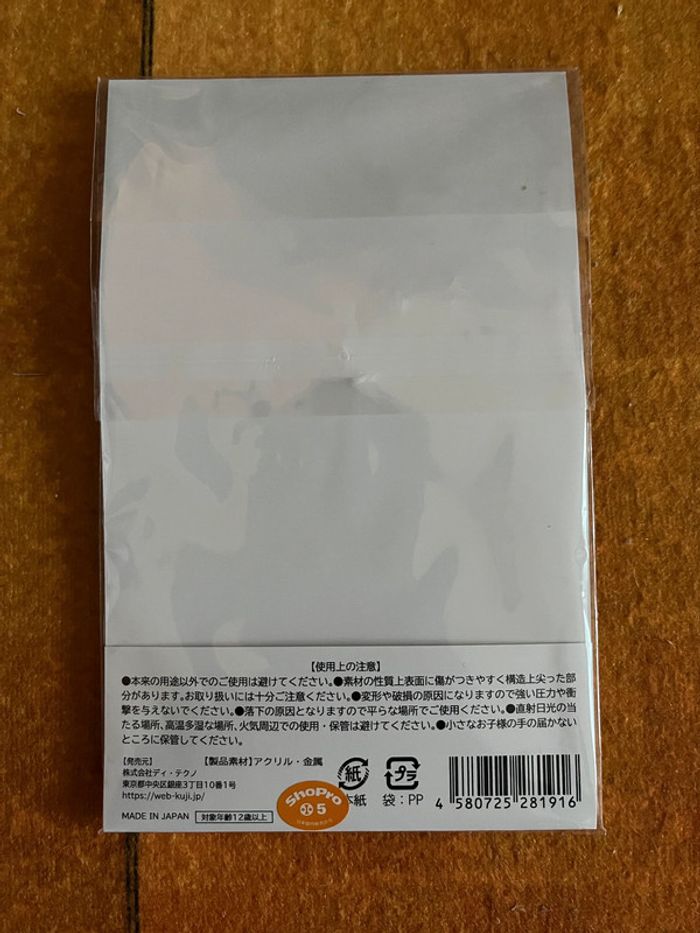 【使用上の注意】
●本来の用途以外でのご使用は避けてください。●素材の性質上表面に傷がつきやすく構造上尖った部
分があります。お取り扱いには十分ご注意ください。●変形や破損の原因になりますので強い圧力や衝
撃を与えないでください。●落下の原因となりますので平らな場所でご使用ください。●直射日光の当
たる場所、高温多湿な場所、火気周辺での使用・保管は避けてください。●小さなお子様の手の届かない
ところに保管してください。
【発売元】 【製品素材】アクリル・金属
株式会社ディ・テクノ
東京都中央区銀座3丁目10番1号
https://web-kuji.jp/
MADE IN JAPAN 対象年齢12歳以上
ShoPro
小 5
紙
紙
プラ
袋：PP
4 580725 281916